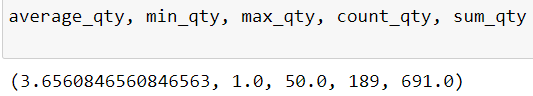 average_qty, min_qty, max_qty, count_qty, sum_qty
(3.6560846560846563, 1.0, 50.0, 189, 691.0)